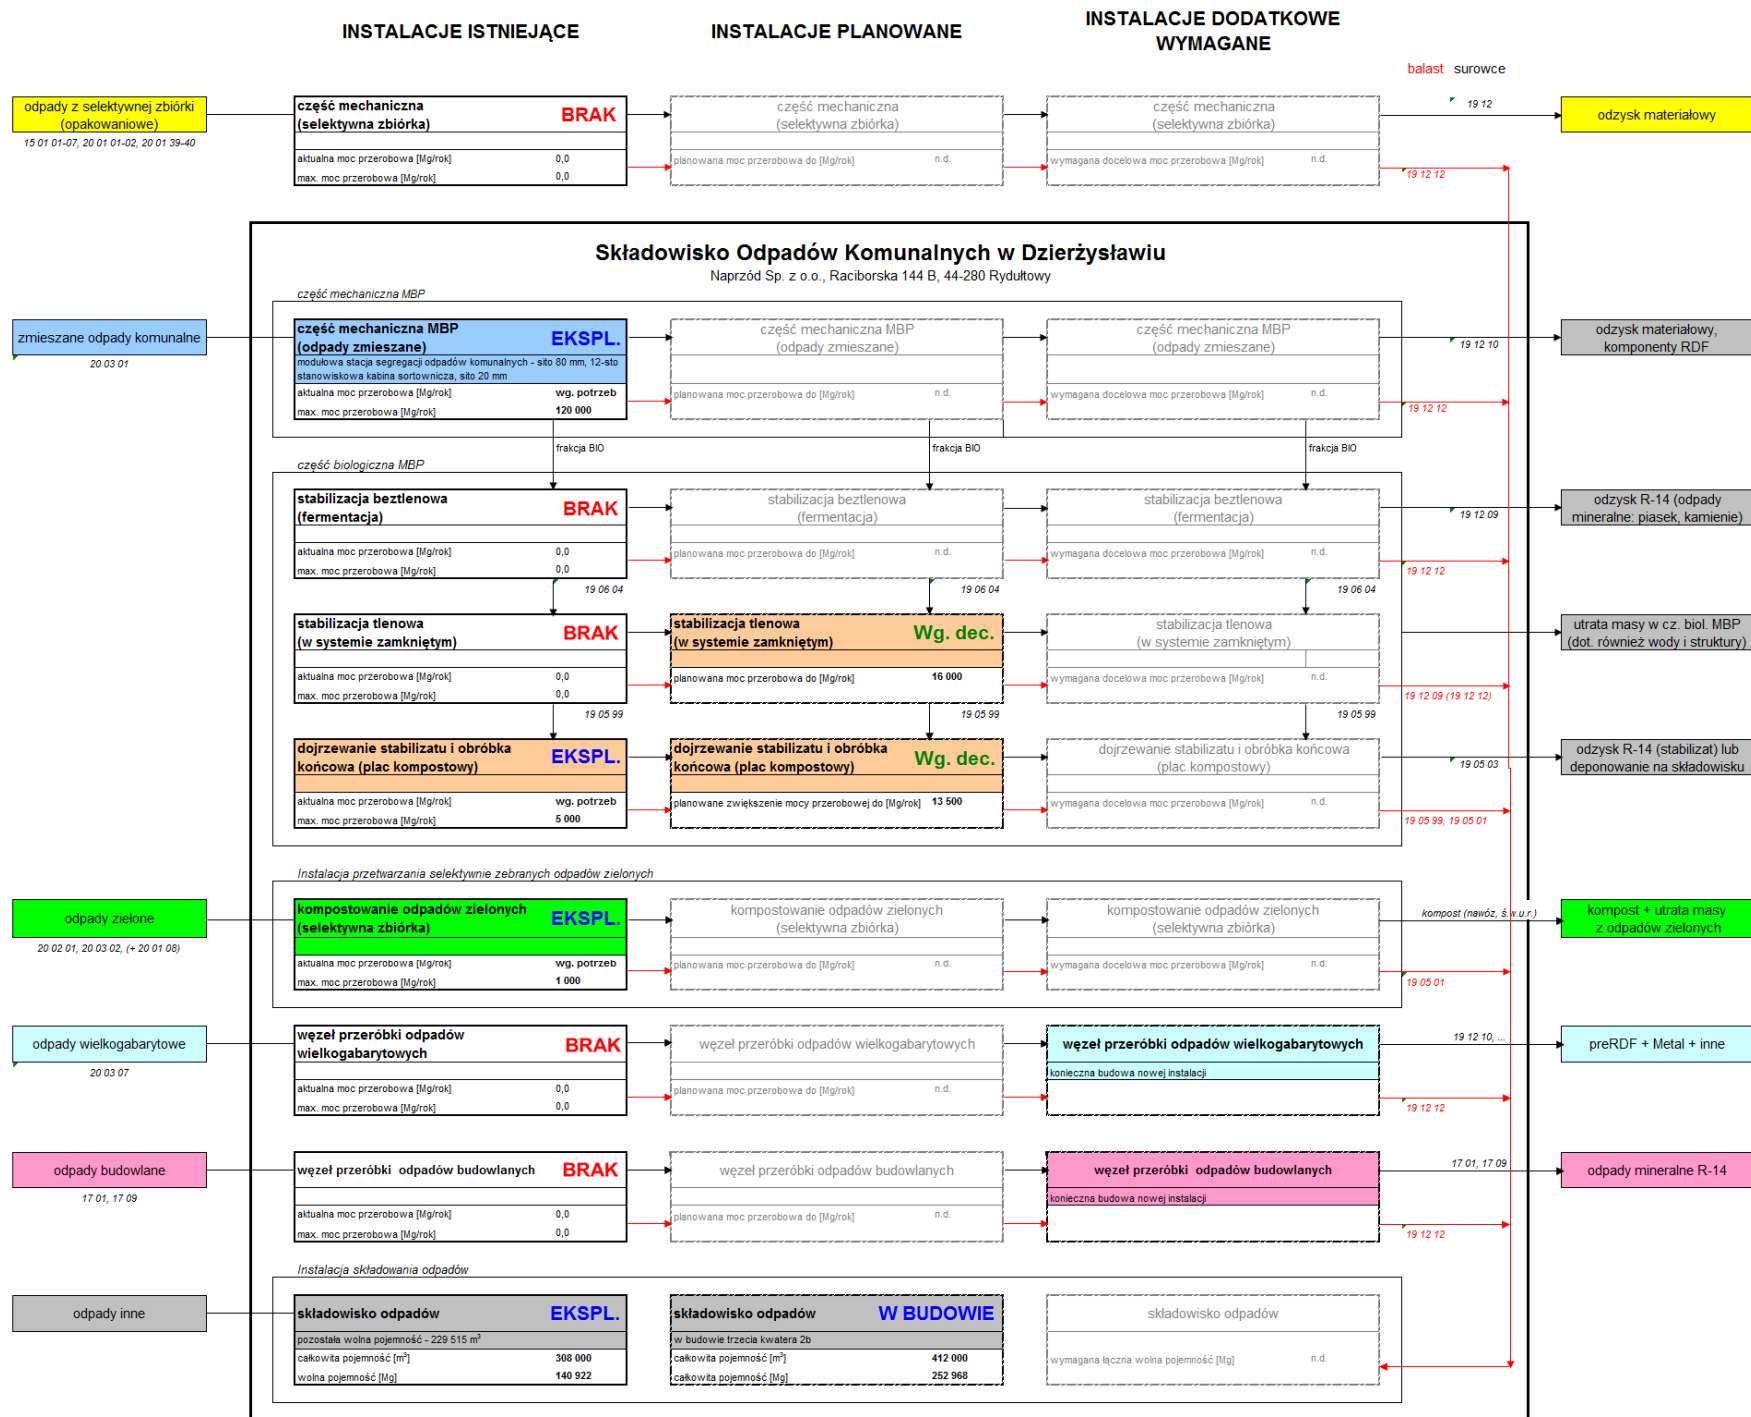 INSTALACJE ISTNIEJĄCE
INSTALACJE PLANOWANE
INSTALACJE DODATKOWE
WYMAGANE
balast surowce
odpady z selektywnej zbiórki
(opakowaniowe)
15 01 01-07, 20 01 01-02, 20 01 39-40
część mechaniczna
(selektywna zbiórka)
BRAK
aktualna moc przerobowa [Mg/rok] 0,0
max. moc przerobowa [Mg/rok] 0,0
część mechaniczna
(selektywna zbiórka)
planowana moc przerobowa do [Mg/rok] n.d.
część mechaniczna
(selektywna zbiórka)
wymagana docelowa moc przerobowa [Mg/rok] n.d.
19 12
19 12 12
odzysk materiałowy
Składowisko Odpadów Komunalnych w Dzierżysławiu
Naprzód Sp. z o.o., Raciborska 144 B, 44-280 Rydułtowy
część mechaniczna MBP
zmieszane odpady komunalne
20 03 01
część mechaniczna MBP
(odpady zmieszane)
EKSPL.
modułowa stacja segregacji odpadów komunalnych - sito 80 mm, 12-sto
stanowiskowa kabina sortownicza, sito 20 mm
aktualna moc przerobowa [Mg/rok] wg. potrzeb
max. moc przerobowa [Mg/rok] 120 000
część mechaniczna MBP
(odpady zmieszane)
planowana moc przerobowa do [Mg/rok] n.d.
część mechaniczna MBP
(odpady zmieszane)
wymagana docelowa moc przerobowa [Mg/rok] n.d.
19 12 10
19 12 12
odzysk materiałowy,
komponenty RDF
frakcja BIO
frakcja BIO
frakcja BIO
część biologiczna MBP
stabilizacja beztlenowa
(fermentacja)
BRAK
aktualna moc przerobowa [Mg/rok] 0,0
max. moc przerobowa [Mg/rok] 0,0
stabilizacja beztlenowa
(fermentacja)
planowana moc przerobowa do [Mg/rok] n.d.
stabilizacja beztlenowa
(fermentacja)
wymagana docelowa moc przerobowa [Mg/rok] n.d.
19 12 09
19 12 12
odzysk R-14 (odpady
mineralne: piasek, kamienie)
19 06 04
19 06 04
19 06 04
stabilizacja tlenowa
(w systemie zamkniętym)
BRAK
aktualna moc przerobowa [Mg/rok] 0,0
max. moc przerobowa [Mg/rok] 0,0
stabilizacja tlenowa
(w systemie zamkniętym)
Wg. dec.
planowana moc przerobowa do [Mg/rok] 16 000
stabilizacja tlenowa
(w systemie zamkniętym)
wymagana docelowa moc przerobowa [Mg/rok] n.d.
19 12 09 (19 12 12)
utrata masy w cz. biol. MBP
(dot. również wody i struktury)
19 05 99
19 05 99
19 05 99
dojrzewanie stabilizatu i obróbka
końcowa (plac kompostowy)
EKSPL.
aktualna moc przerobowa [Mg/rok] wg. potrzeb
max. moc przerobowa [Mg/rok] 5 000
dojrzewanie stabilizatu i obróbka
końcowa (plac kompostowy)
Wg. dec.
planowane zwiększenie mocy przerobowej do [Mg/rok] 13 500
dojrzewanie stabilizatu i obróbka końcowa
(plac kompostowy)
wymagana docelowa moc przerobowa [Mg/rok] n.d.
19 05 03
19 05 99, 19 05 01
odzysk R-14 (stabilizat) lub
deponowanie na składowisku
Instalacja przetwarzania selektywnie zebranych odpadów zielonych
odpady zielone
20 02 01, 20 03 02, (+ 20 01 08)
kompostowanie odpadów zielonych
(selektywna zbiórka)
EKSPL.
aktualna moc przerobowa [Mg/rok] wg. potrzeb
max. moc przerobowa [Mg/rok] 1 000
kompostowanie odpadów zielonych
(selektywna zbiórka)
planowana moc przerobowa do [Mg/rok] n.d.
kompostowanie odpadów zielonych
(selektywna zbiórka)
wymagana docelowa moc przerobowa [Mg/rok] n.d.
kompost (nawóz, ś.w.u.r.)
19 05 01
kompost + utrata masy
z odpadów zielonych
odpady wielkogabarytowe
20 03 07
węzeł przeróbki odpadów
wielkogabarytowych
BRAK
aktualna moc przerobowa [Mg/rok] 0,0
max. moc przerobowa [Mg/rok] 0,0
węzeł przeróbki odpadów wielkogabarytowych
planowana moc przerobowa do [Mg/rok] n.d.
węzeł przeróbki odpadów wielkogabarytowych
konieczna budowa nowej instalacji
19 12 10, ...
19 12 12
preRDF + Metal + inne
odpady budowlane
17 01, 17 09
węzeł przeróbki odpadów budowlanych
BRAK
aktualna moc przerobowa [Mg/rok] 0,0
max. moc przerobowa [Mg/rok] 0,0
węzeł przeróbki odpadów budowlanych
planowana moc przerobowa do [Mg/rok] n.d.
węzeł przeróbki odpadów budowlanych
konieczna budowa nowej instalacji
17 01, 17 09
19 12 12
odpady mineralne R-14
Instalacja składowania odpadów
odpady inne
składowisko odpadów
EKSPL.
pozostała wolna pojemność - 229 515 m³
całkowita pojemność [m³] 308 000
wolna pojemność [Mg] 140 922
składowisko odpadów
W BUDOWIE
w budowie trzecia kwatera 2b
całkowita pojemność [m³] 412 000
całkowita pojemność [Mg] 252 968
składowisko odpadów
wymagana łączna wolna pojemność [Mg] n.d.